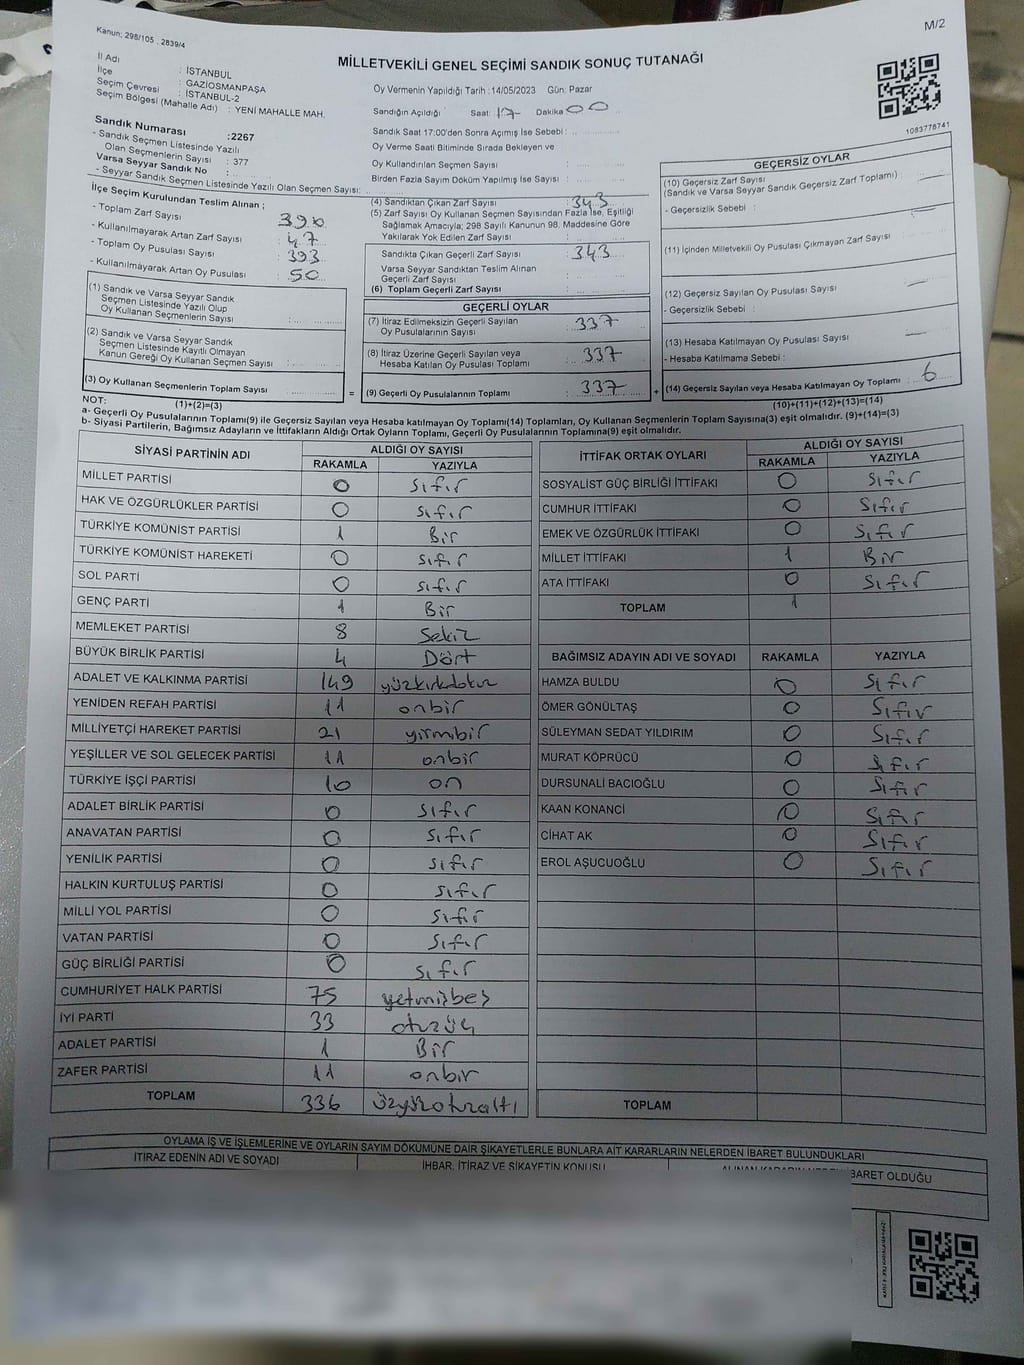 Kanun; 298/105 , 2839/4
M/2
MİLLETVEKİLİ GENEL SEÇİMİ SANDIK SONUÇ TUTANAĞI
İl Adı : İSTANBUL
İlçe : GAZİOSMANPAŞA
Seçim Çevresi : İSTANBUL-2
Seçim Bölgesi (Mahalle Adı) : YENİ MAHALLE MAH.
Sandık Numarası :2267
- Sandık Seçmen Listesinde Yazılı
Olan Seçmenlerin Sayısı : 377
Varsa Seyyar Sandık No :
- Seyyar Sandık Seçmen Listesinde Yazılı Olan Seçmen Sayısı:
Oy Vermenin Yapıldığı Tarih :14/05/2023 Gün: Pazar
Sandığın Açıldığı Saat: 17 Dakika 00
Sandık Saat 17:00'den Sonra Açımış İse Sebebi :
Oy Verme Saati Bitiminde Sırada Bekleyen ve
Oy Kullandırılan Seçmen Sayısı :
Birden Fazla Sayım Döküm Yapılmış İse Sayısı :
1083778741
İlçe Seçim Kurulundan Teslim Alınan ;
- Toplam Zarf Sayısı : 390
- Kullanılmayarak Artan Zarf Sayısı : 47
- Toplam Oy Pusulası Sayısı : 393
- Kullanılmayarak Artan Oy Pusulası : 50
(1) Sandık ve Varsa Seyyar Sandık
Seçmen Listesinde Yazılı Olup
Oy Kullanan Seçmenlerin Sayısı :
(2) Sandık ve Varsa Seyyar Sandık
Seçmen Listesinde Kayıtlı Olmayan
Kanun Gereği Oy Kullanan Seçmen Sayısı :
(3) Oy Kullanan Seçmenlerin Toplam Sayısı
(1)+(2)=(3)
(4) Sandıktan Çıkan Zarf Sayısı : 343
(5) Zarf Sayısı Oy Kullanan Seçmen Sayısından Fazla İse, Eşitliği
Sağlamak Amacıyla; 298 Sayılı Kanunun 98. Maddesine Göre
Yakılarak Yok Edilen Zarf Sayısı :
Sandıkta Çıkan Geçerli Zarf Sayısı : 343
Varsa Seyyar Sandıktan Teslim Alınan
Geçerli Zarf Sayısı :
(6) Toplam Geçerli Zarf Sayısı :
GEÇERLİ OYLAR
(7) İtiraz Edilmeksizin Geçerli Sayılan
Oy Pusulalarının Sayısı : 337
(8) İtiraz Üzerine Geçerli Sayılan veya
Hesaba Katılan Oy Pusulası Toplamı : 337
= (9) Geçerli Oy Pusulalarının Toplamı : 337 +
GEÇERSİZ OYLAR
(10) Geçersiz Zarf Sayısı
(Sandık ve Varsa Seyyar Sandık Geçersiz Zarf Toplamı) :
- Geçersizlik Sebebi :
(11) İçinden Milletvekili Oy Pusulası Çıkmayan Zarf Sayısı :
(12) Geçersiz Sayılan Oy Pusulası Sayısı :
- Geçersizlik Sebebi :
(13) Hesaba Katılmayan Oy Pusulası Sayısı :
- Hesaba Katılmama Sebebi :
(14) Geçersiz Sayılan veya Hesaba Katılmayan Oy Toplamı : 6
(10)+(11)+(12)+(13)=(14)
NOT:
a- Geçerli Oy Pusulalarının Toplamı(9) ile Geçersiz Sayılan veya Hesaba katılmayan Oy Toplamı(14) Toplamları, Oy Kullanan Seçmenlerin Toplam Sayısına(3) eşit olmalıdır. (9)+(14)=(3)
b- Siyasi Partilerin, Bağımsız Adayların ve İttifakların Aldığı Ortak Oyların Toplamı, Geçerli Oy Pusulalarının Toplamına(9) eşit olmalıdır.
SİYASİ PARTİNİN ADI ALDIĞI OY SAYISI
RAKAMLA YAZIYLA
MİLLET PARTİSİ 0 sıfır
HAK VE ÖZGÜRLÜKLER PARTİSİ 0 sıfır
TÜRKİYE KOMÜNİST PARTİSİ 1 Bir
TÜRKİYE KOMÜNİST HAREKETİ 0 sıfır
SOL PARTİ 0 sıfır
GENÇ PARTİ 1 Bir
MEMLEKET PARTİSİ 8 Sekiz
BÜYÜK BİRLİK PARTİSİ 4 Dört
ADALET VE KALKINMA PARTİSİ 149 yüzkırkdokuz
YENİDEN REFAH PARTİSİ 11 onbir
MİLLİYETÇİ HAREKET PARTİSİ 21 yirmibir
YEŞİLLER VE SOL GELECEK PARTİSİ 11 onbir
TÜRKİYE İŞÇİ PARTİSİ 10 on
ADALET BİRLİK PARTİSİ 0 sıfır
ANAVATAN PARTİSİ 0 sıfır
YENİLİK PARTİSİ 0 sıfır
HALKIN KURTULUŞ PARTİSİ 0 sıfır
MİLLİ YOL PARTİSİ 0 sıfır
VATAN PARTİSİ 0 sıfır
GÜÇ BİRLİĞİ PARTİSİ 0 sıfır
CUMHURİYET HALK PARTİSİ 75 yetmişbeş
İYİ PARTİ 33 otuzüç
ADALET PARTİSİ 1 Bir
ZAFER PARTİSİ 11 onbir
TOPLAM 336 üzyüzotuzaltı
İTTİFAK ORTAK OYLARI ALDIĞI OY SAYISI
RAKAMLA YAZIYLA
SOSYALİST GÜÇ BİRLİĞİ İTTİFAKI 0 sıfır
CUMHUR İTTİFAKI 0 sıfır
EMEK VE ÖZGÜRLÜK İTTİFAKI 0 sıfır
MİLLET İTTİFAKI 1 Bir
ATA İTTİFAKI 0 sıfır
TOPLAM 1
BAĞIMSIZ ADAYIN ADI VE SOYADI RAKAMLA YAZIYLA
HAMZA BULDU 0 sıfır
ÖMER GÖNÜLTAŞ 0 sıfır
SÜLEYMAN SEDAT YILDIRIM 0 sıfır
MURAT KÖPRÜCÜ 0 sıfır
DURSUNALİ BACIOĞLU 0 sıfır
KAAN KONANCİ 0 sıfır
CİHAT AK 0 sıfır
EROL AŞUCUOĞLU 0 sıfır
TOPLAM
OYLAMA İŞ VE İŞLEMLERİNE VE OYLARIN SAYIM DÖKÜMÜNE DAİR ŞİKAYETLERLE BUNLARA AİT KARARLARIN NELERDEN İBARET BULUNDUKLARI
İTİRAZ EDENİN ADI VE SOYADI İHBAR, İTİRAZ VE ŞİKAYETİN KONUSU ALINAN KARARIN NEDEN İBARET OLDUĞU